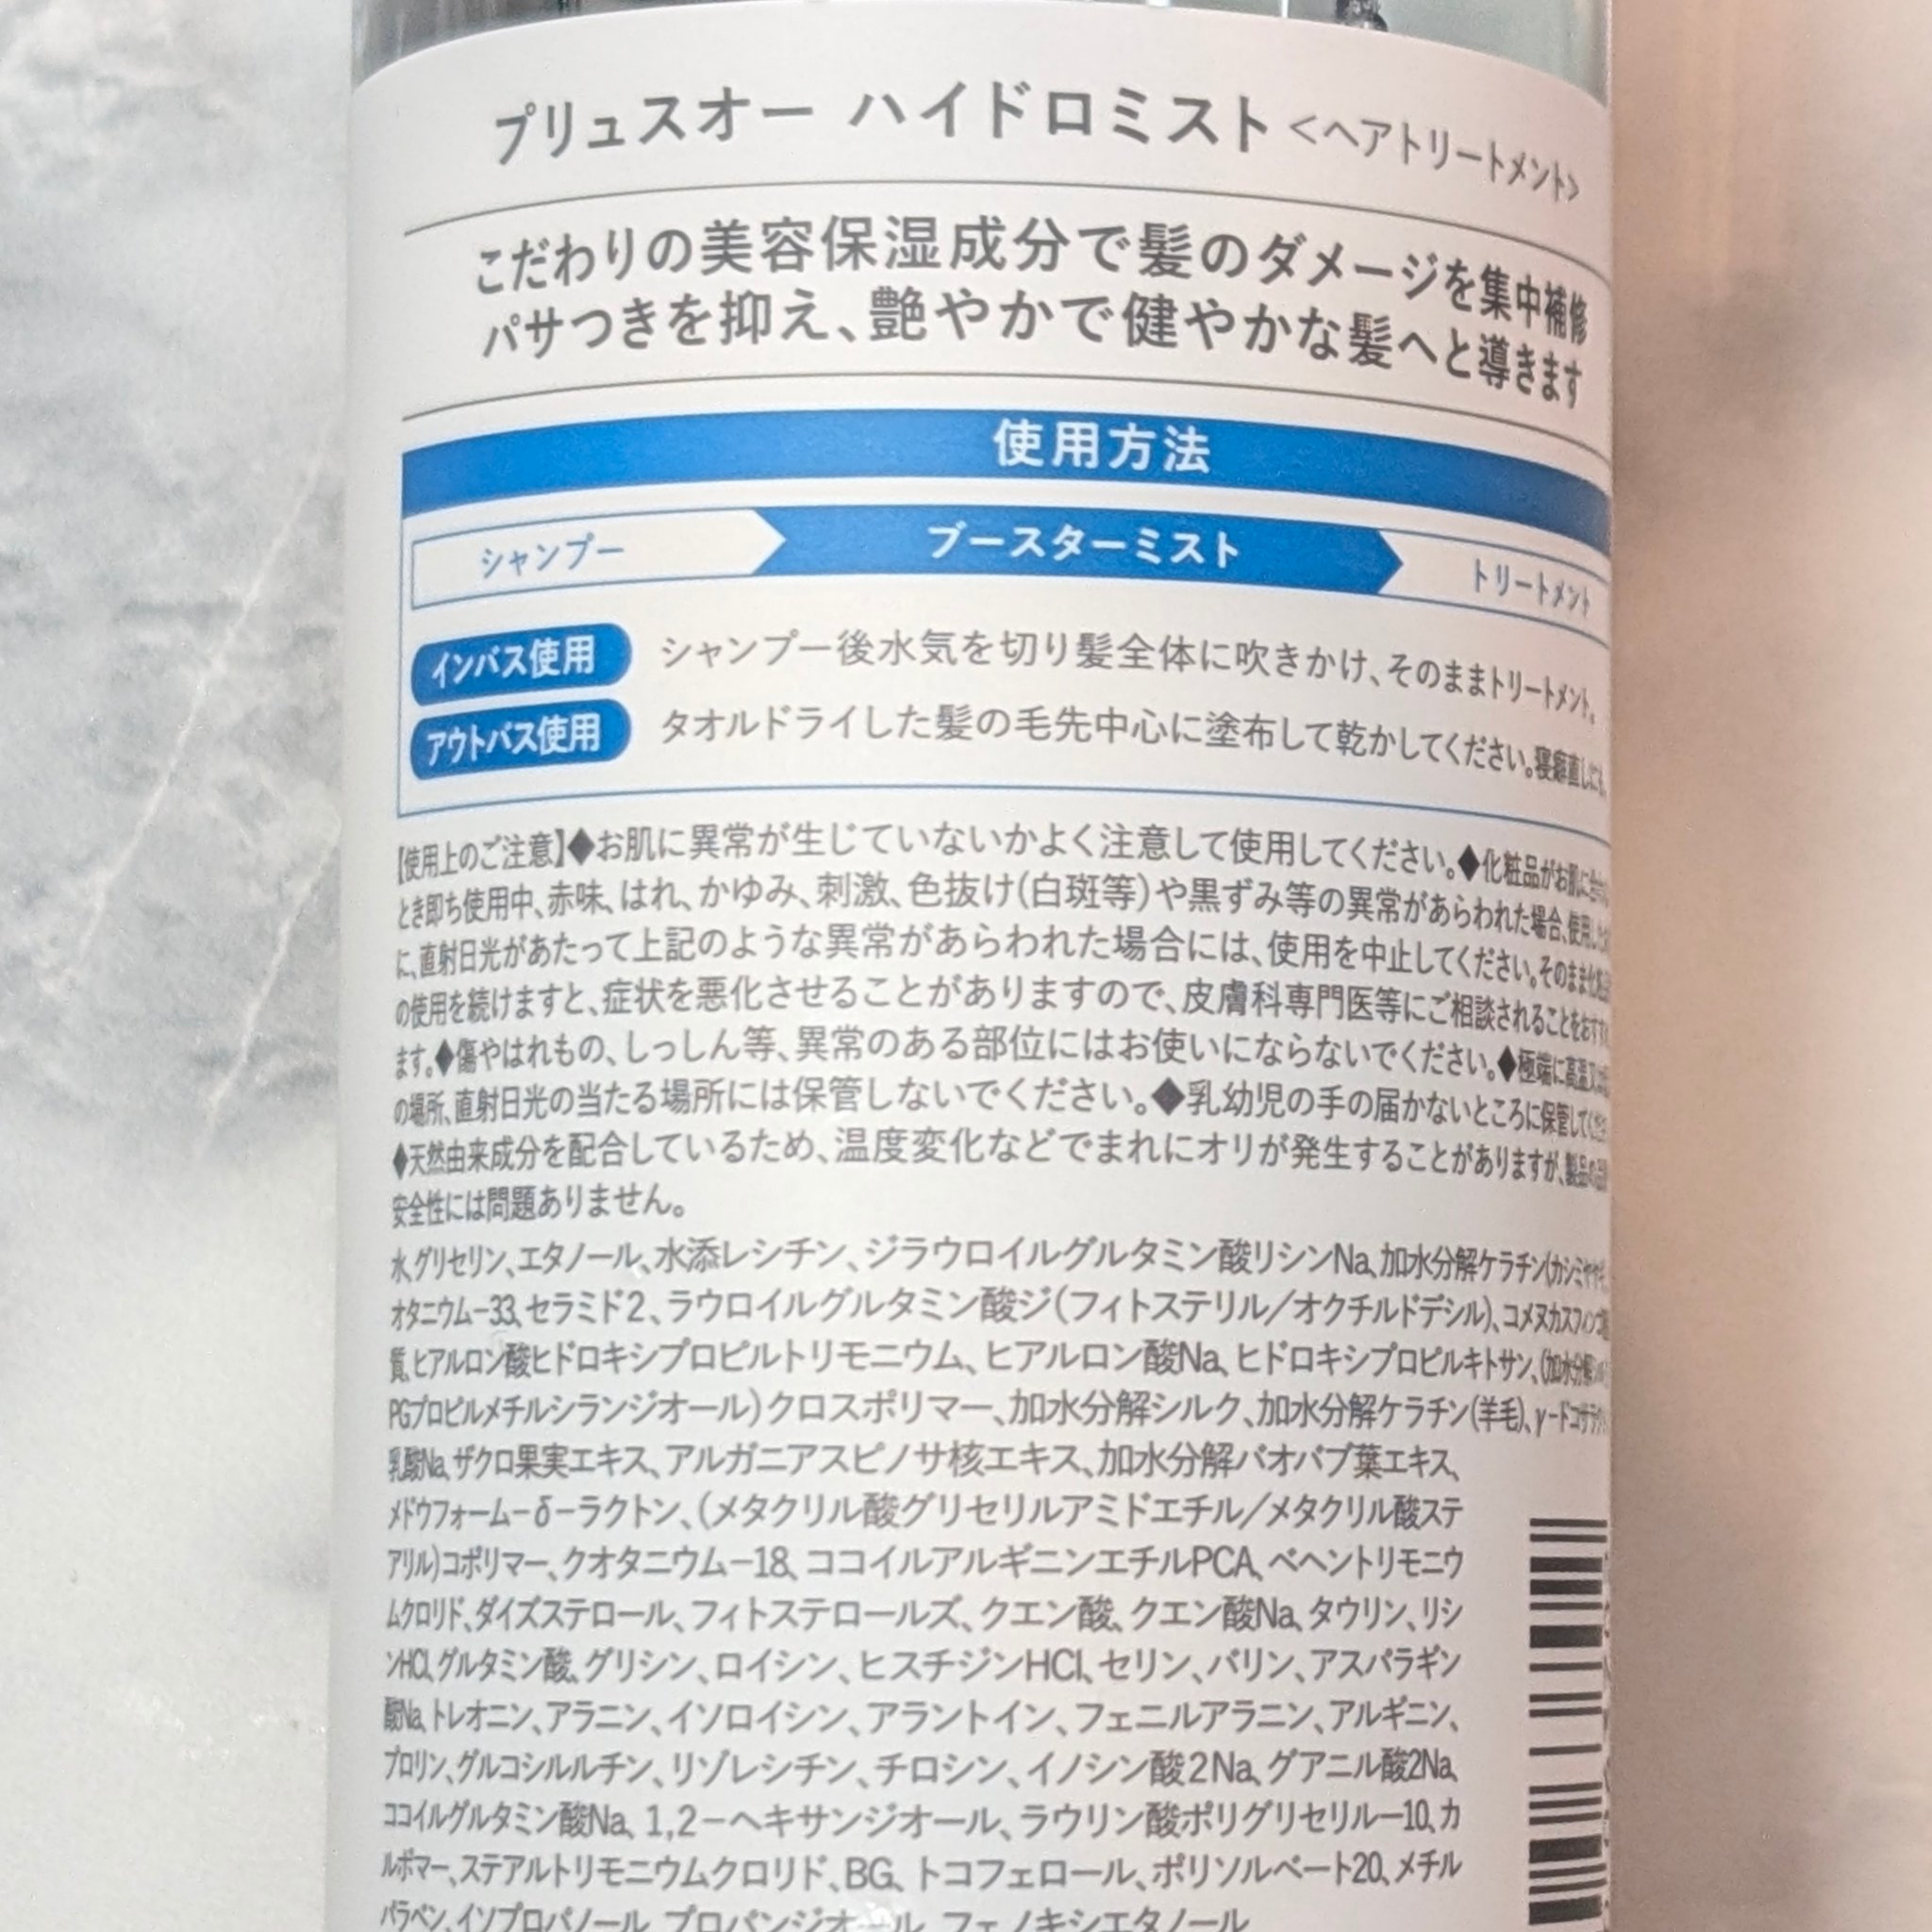 プリュスオー ハイドロミスト<ヘアトリートメント>
こだわりの美容保湿成分で髪のダメージを集中補修
パサつきを抑え、艶やかで健やかな髪へと導きます
使用方法
シャンプー ブースターミスト トリートメント
インバス使用 シャンプー後水気を切り髪全体に吹きかけ、そのままトリートメント。
アウトバス使用 タオルドライした髪の毛先中心に塗布して乾かしてください。寝癖直しにも。
【使用上のご注意】◆お肌に異常が生じていないかよく注意して使用してください。◆化粧品がお肌に
とき即ち使用中、赤味、はれ、かゆみ、刺激、色抜け(白斑等)や黒ずみ等の異常があらわれた場合、使用した
に、直射日光があたって上記のような異常があらわれた場合には、使用を中止してください。そのまま
の使用を続けますと、症状を悪化させることがありますので、皮膚科専門医等にご相談されることを
ます。◆傷やはれもの、しっしん等、異常のある部位にはお使いにならないでください。◆極端に高温
の場所、直射日光の当たる場所には保管しないでください。◆乳幼児の手の届かないところに保管して
◆天然由来成分を配合しているため、温度変化などでまれにオリが発生することがありますが、製品の
安全性には問題ありません。
水、グリセリン、エタノール、水添レシチン、ジラウロイルグルタミン酸リシンNa、加水分解ケラチン(カシミヤ
オタニウム-33、セラミド2、ラウロイルグルタミン酸ジ(フィトステリル/オクチルドデシル)、コメヌカスフィンゴ
質、ヒアルロン酸ヒドロキシプロピルトリモニウム、ヒアルロン酸Na、ヒドロキシプロピルキトサン、(加水分解
PGプロピルメチルシランジオール)クロスポリマー、加水分解シルク、加水分解ケラチン(羊毛)、γ-ドコサラク
乳酸Na、ザクロ果実エキス、アルガニアスピノサ核エキス、加水分解バオバブ葉エキス、
メドウフォーム-δ-ラクトン、(メタクリル酸グリセリルアミドエチル/メタクリル酸ステ
アリル)コポリマー、クオタニウム-18、ココイルアルギニンエチルPCA、ベヘントリモニウ
ムクロリド、ダイズステロール、フィトステロールズ、クエン酸、クエン酸Na、タウリン、リシ
ンHCl、グルタミン酸、グリシン、ロイシン、ヒスチジンHCl、セリン、バリン、アスパラギン
酸Na、トレオニン、アラニン、イソロイシン、アラントイン、フェニルアラニン、アルギニン、
プロリン、グルコシルルチン、リゾレシチン、チロシン、イノシン酸2Na、グアニル酸2Na、
ココイルグルタミン酸Na、1,2-ヘキサンジオール、ラウリン酸ポリグリセリル-10、カ
ルボマー、ステアルトリモニウムクロリド、BG、トコフェロール、ポリソルベート20、メチル
パラベン、イソプロパノール、プロパンジオール、フェノキシエタノール